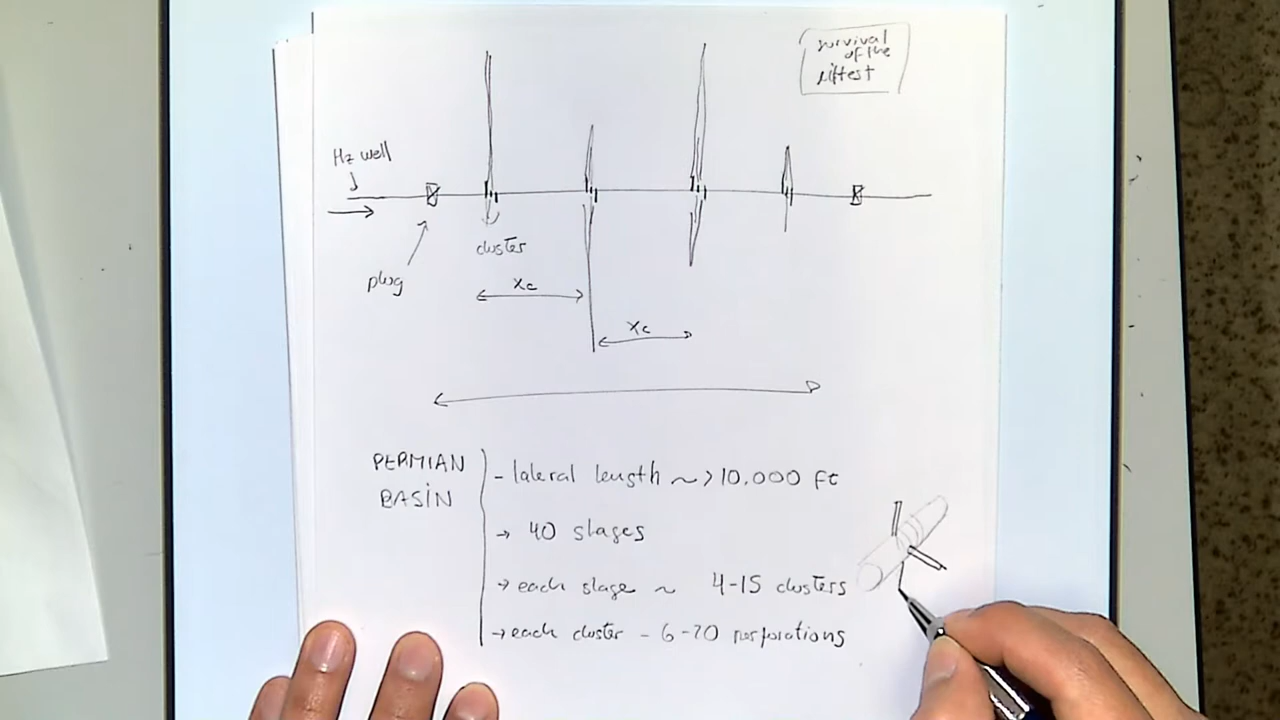 survival
of the
fittest
Hz well
cluster
plug
xc
xc
PERMIAN
BASIN
- lateral length ~> 10,000 ft
→ 40 stages
→ each stage ~ 4-15 clusters
→ each cluster - 6-20 perforations